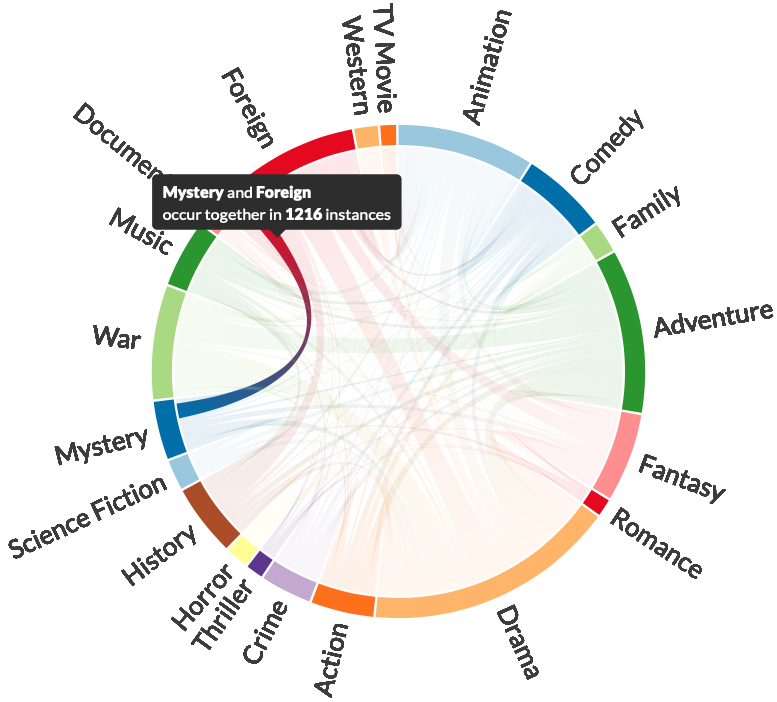 TV Movie
Western
Animation
Foreign
Comedy
Mystery and Foreign
occur together in 1216 instances
Family
Music
Adventure
War
Mystery
Fantasy
Science Fiction
Romance
History
Horror
Thriller
Crime
Action
Drama